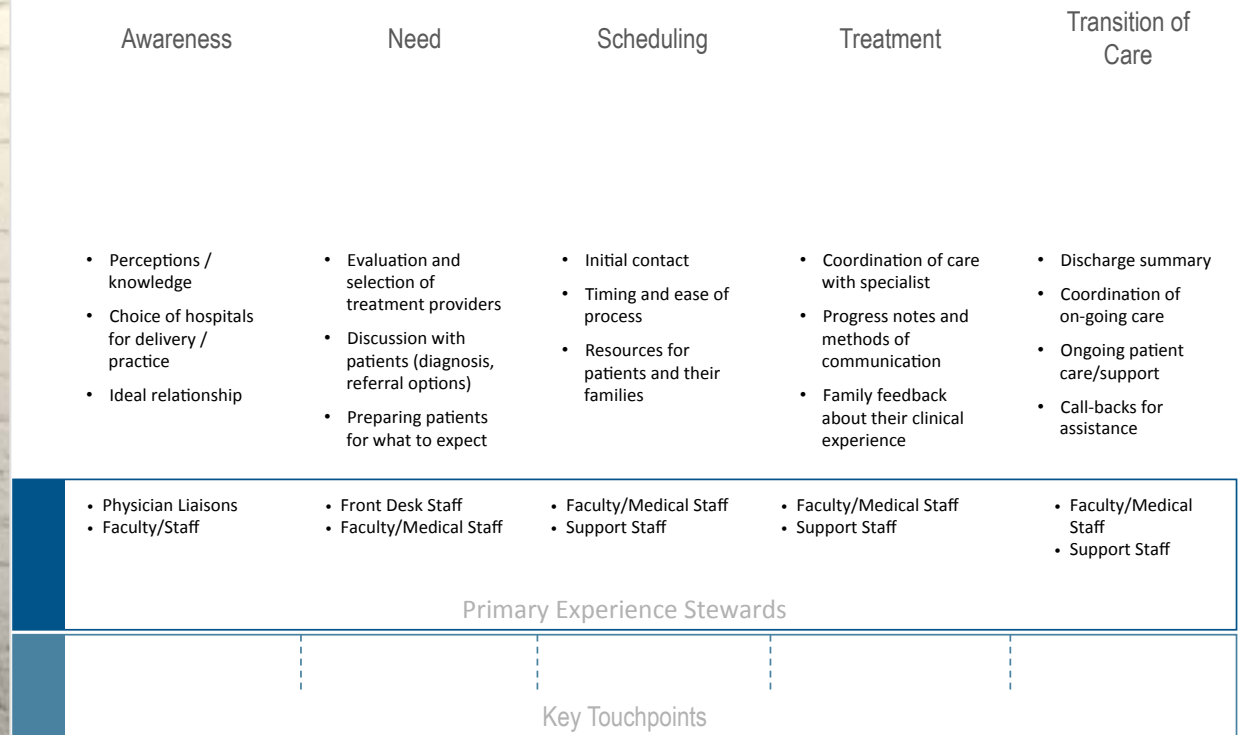 Awareness
Need
Scheduling
Treatment
Transition of
Care
• Perceptions /
knowledge
• Choice of hospitals
for delivery /
practice
• Ideal relationship
• Evaluation and
selection of
treatment providers
• Discussion with
patients (diagnosis,
referral options)
• Preparing patients
for what to expect
• Initial contact
• Timing and ease of
process
• Resources for
patients and their
families
• Coordination of care
with specialist
• Progress notes and
methods of
communication
• Family feedback
about their clinical
experience
• Discharge summary
• Coordination of
on-going care
• Ongoing patient
care/support
• Call-backs for
assistance
• Physician Liaisons
• Faculty/Staff
• Front Desk Staff
• Faculty/Medical Staff
• Faculty/Medical Staff
• Support Staff
• Faculty/Medical Staff
• Support Staff
• Faculty/Medical
Staff
• Support Staff
Primary Experience Stewards
Key Touchpoints